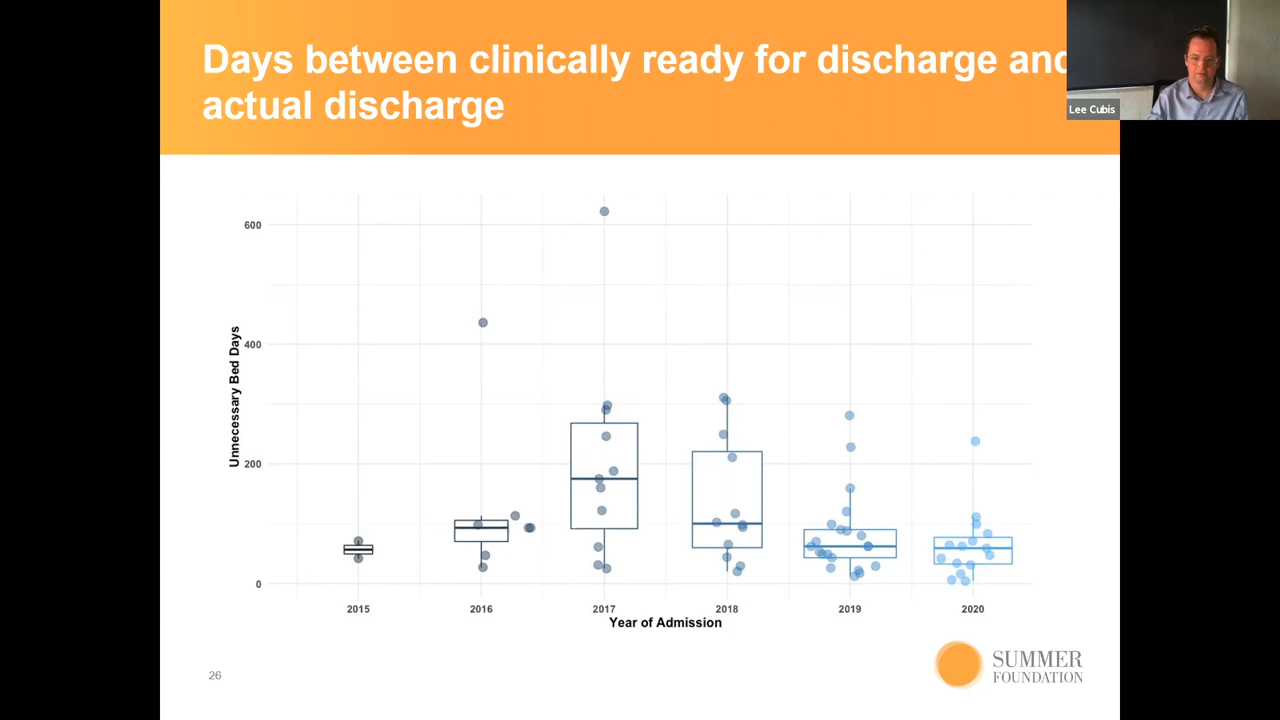 Days between clinically ready for discharge and
actual discharge
Lee Cubis
600
400
200
0
Unnecessary Bed Days
2015
2016
2017
2018
2019
2020
Year of Admission
26
SUMMER
FOUNDATION